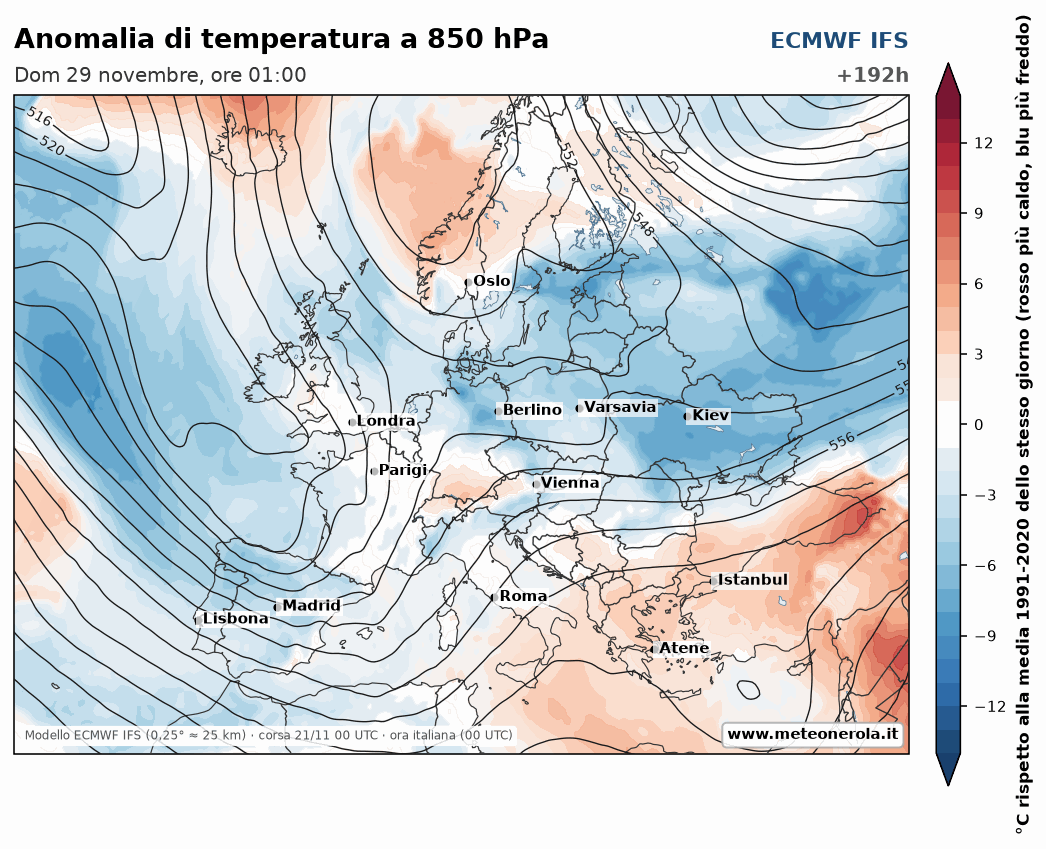 Anomalia di temperatura a 850 hPa
ECMWF IFS
Dom 29 novembre, ore 01:00
+192h
516
520
552
548
556
Oslo
Londra
Berlino
Varsavia
Kiev
Parigi
Vienna
Istanbul
Roma
Madrid
Lisbona
Atene
Modello ECMWF IFS (0,25° ≈ 25 km) · corsa 21/11 00 UTC · ora italiana (00 UTC)
www.meteonerola.it
12
9
6
3
0
−3
−6
−9
−12
°C rispetto alla media 1991-2020 dello stesso giorno (rosso più caldo, blu più freddo)